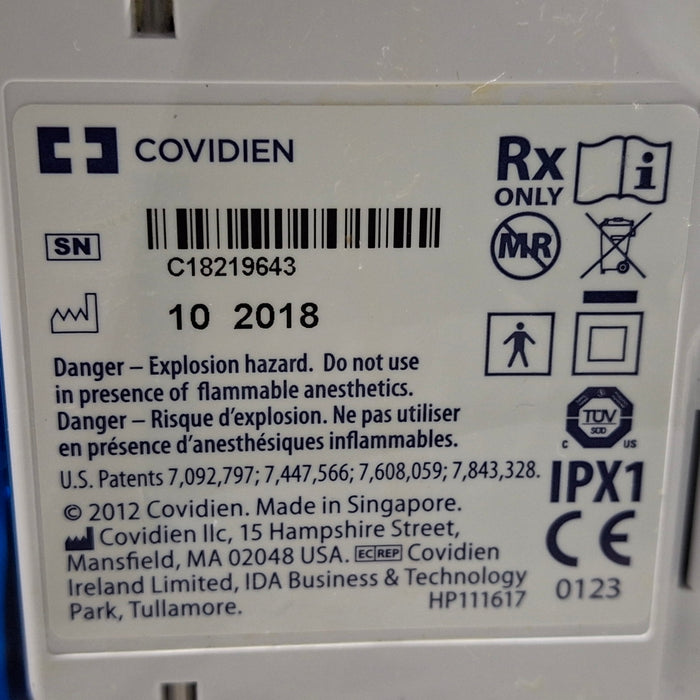 COVIDIEN
Rx
ONLY
i
SN
C18219643
MR
10 2018
Danger – Explosion hazard. Do not use
in presence of flammable anesthetics.
Danger – Risque d'explosion. Ne pas utiliser
en présence d'anesthésiques inflammables.
TÜV
SÜD
C US
U.S. Patents 7,092,797; 7,447,566; 7,608,059; 7,843,328.
IPX1
© 2012 Covidien. Made in Singapore.
Covidien llc, 15 Hampshire Street,
Mansfield, MA 02048 USA. EC REP Covidien
Ireland Limited, IDA Business & Technology
Park, Tullamore.
HP111617
CE
0123